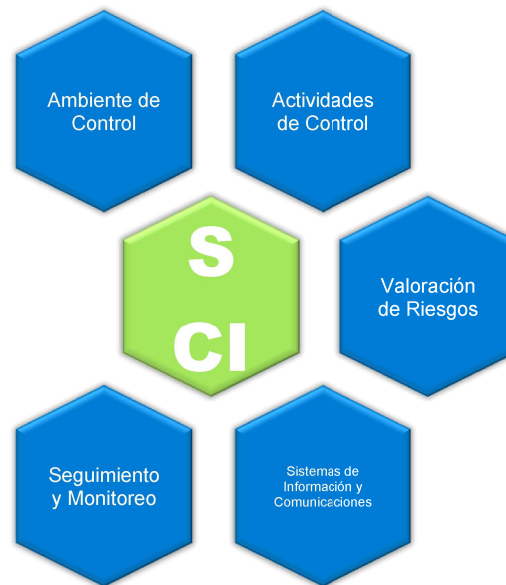 Ambiente de
Control
Actividades
de Control
S
CI
Valoración
de Riesgos
Seguimiento
y Monitoreo
Sistemas de
Información y
Comunicaciones